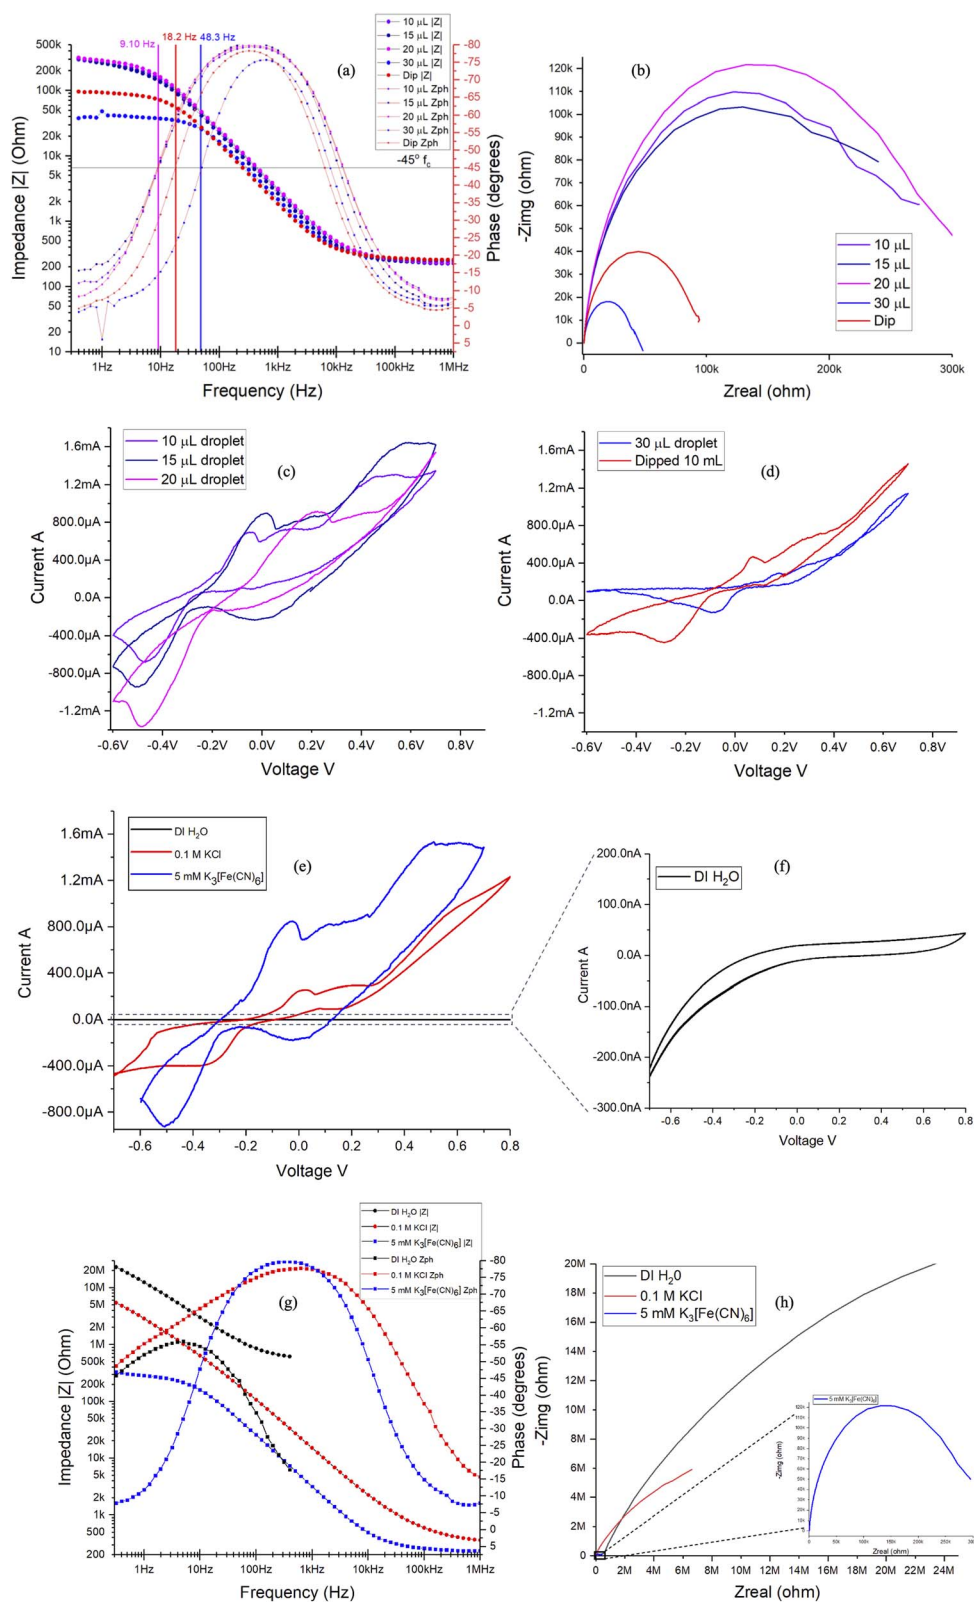 9.10 Hz
18.2 Hz
48.3 Hz
10 µL |Z|
15 µL |Z|
20 µL |Z|
30 µL |Z|
Dip |Z|
10 µL Zph
15 µL Zph
20 µL Zph
30 µL Zph
Dip Zph
(a)
-45° fc
Impedance |Z| (Ohm)
500k
200k
100k
50k
20k
10k
5k
2k
1k
500
200
100
50
20
10
Phase (degrees)
-80
-75
-70
-65
-60
-55
-50
-45
-40
-35
-30
-25
-20
-15
-10
-5
0
5
1Hz
10Hz
100Hz
1kHz
10kHz
100kHz
1MHz
Frequency (Hz)
(b)
-Zimg (ohm)
120k
110k
100k
90k
80k
70k
60k
50k
40k
30k
20k
10k
0
10 µL
15 µL
20 µL
30 µL
Dip
0
100k
200k
300k
Zreal (ohm)
10 µL droplet
15 µL droplet
20 µL droplet
(c)
Current A
1.6mA
1.2mA
800.0µA
400.0µA
0.0A
-400.0µA
-800.0µA
-1.2mA
-0.6V
-0.4V
-0.2V
0.0V
0.2V
0.4V
0.6V
0.8V
Voltage V
30 µL droplet
Dipped 10 mL
(d)
Current A
1.6mA
1.2mA
800.0µA
400.0µA
0.0A
-400.0µA
-800.0µA
-1.2mA
-0.6V
-0.4V
-0.2V
0.0V
0.2V
0.4V
0.6V
0.8V
Voltage V
DI H2O
0.1 M KCl
5 mM K3[Fe(CN)6]
(e)
Current A
1.6mA
1.2mA
800.0µA
400.0µA
0.0A
-400.0µA
-800.0µA
-0.6
-0.4
-0.2
0.0
0.2
0.4
0.6
0.8
Voltage V
DI H2O
(f)
Current A
200.0nA
100.0nA
0.0A
-100.0nA
-200.0nA
-300.0nA
-0.6
-0.4
-0.2
0.0
0.2
0.4
0.6
0.8
Voltage V
DI H2O |Z|
0.1 M KCl |Z|
5 mM K3[Fe(CN)6] |Z|
DI H2O Zph
0.1 M KCl Zph
5 mM K3[Fe(CN)6] Zph
(g)
Impedance |Z| (Ohm)
20M
10M
5M
2M
1M
500k
200k
100k
50k
20k
10k
5k
2k
1k
500
200
Phase (degrees)
-80
-75
-70
-65
-60
-55
-50
-45
-40
-35
-30
-25
-20
-15
-10
-5
0
5
1Hz
10Hz
100Hz
1kHz
10kHz
100kHz
1MHz
Frequency (Hz)
DI H20
0.1 M KCl
5 mM K3[Fe(CN)6]
(h)
-Zimg (ohm)
20M
18M
16M
14M
12M
10M
8M
6M
4M
2M
0
0
2M
4M
6M
8M
10M
12M
14M
16M
18M
20M
22M
24M
Zreal (ohm)
5 mM K3[Fe(CN)6]
-Zimg (ohm)
Zreal (ohm)